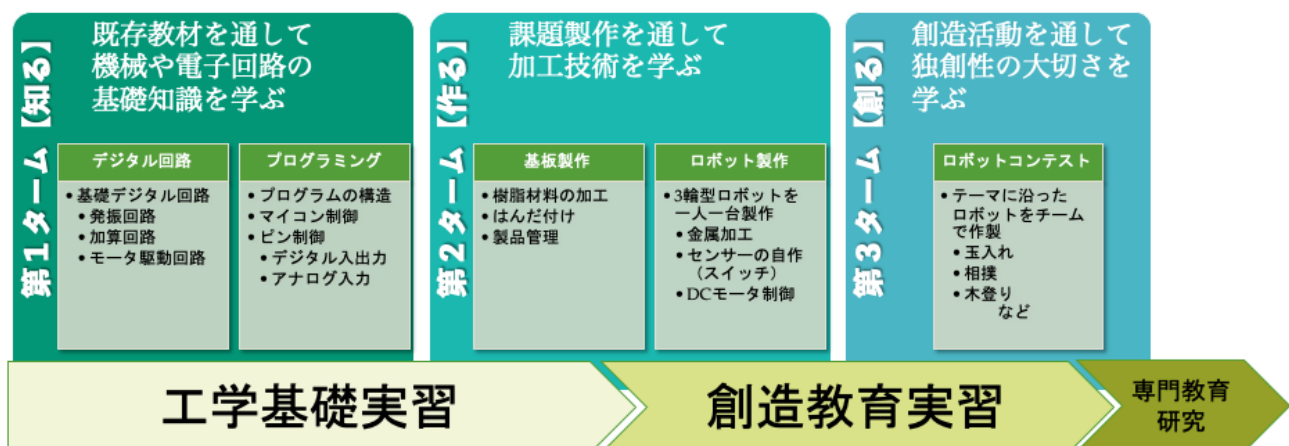 第1ターム【知る】
既存教材を通して
機械や電子回路の
基礎知識を学ぶ
デジタル回路
•基礎デジタル回路
•発振回路
•加算回路
•モータ駆動回路
プログラミング
•プログラムの構造
•マイコン制御
•ピン制御
•デジタル入出力
•アナログ入力
第2ターム【作る】
課題製作を通して
加工技術を学ぶ
基板製作
•樹脂材料の加工
•はんだ付け
•製品管理
ロボット製作
•3輪型ロボットを
一人一台製作
•金属加工
•センサーの自作
（スイッチ）
•DCモータ制御
第3ターム【創る】
創造活動を通して
独創性の大切さを
学ぶ
ロボットコンテスト
•テーマに沿った
ロボットをチーム
で作製
•玉入れ
•相撲
•木登り
など
工学基礎実習
創造教育実習
専門教育
研究